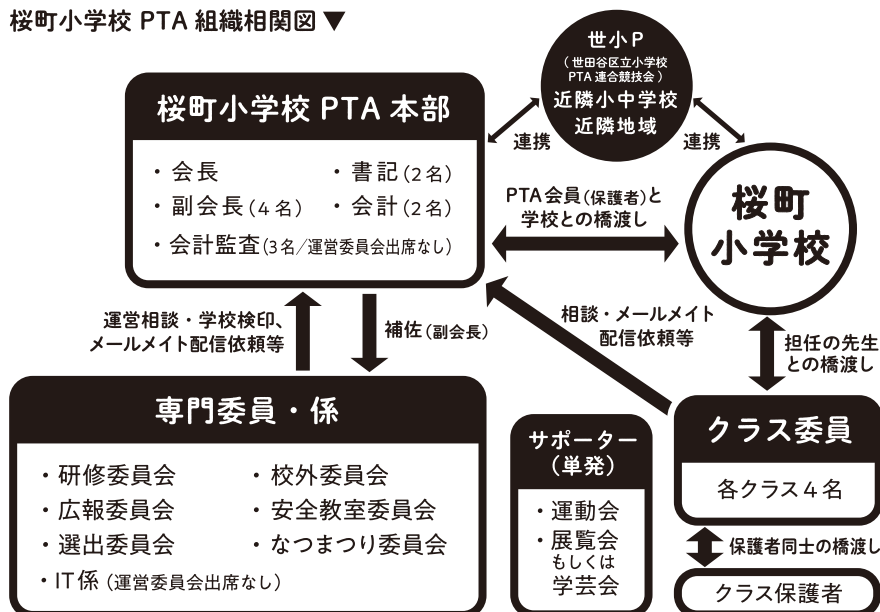 桜町小学校 PTA 組織相関図 ▼
世小P
（世田谷区立小学校
PTA 連合競技会）
近隣小中学校
近隣地域
連携
連携
桜町小学校 PTA 本部
・会長
・書記（2名）
・副会長（4名）
・会計（2名）
・会計監査（3名／運営委員会出席なし）
PTA会員（保護者）と
学校との橋渡し
桜町
小学校
運営相談・学校検印、
メールメイト配信依頼等
補佐（副会長）
相談・メールメイト
配信依頼等
担任の先生
との橋渡し
専門委員・係
・研修委員会
・校外委員会
・広報委員会
・安全教室委員会
・選出委員会
・なつまつり委員会
・IT係（運営委員会出席なし）
サポーター
（単発）
・運動会
・展覧会
もしくは
学芸会
クラス委員
各クラス4名
保護者同士の橋渡し
クラス保護者